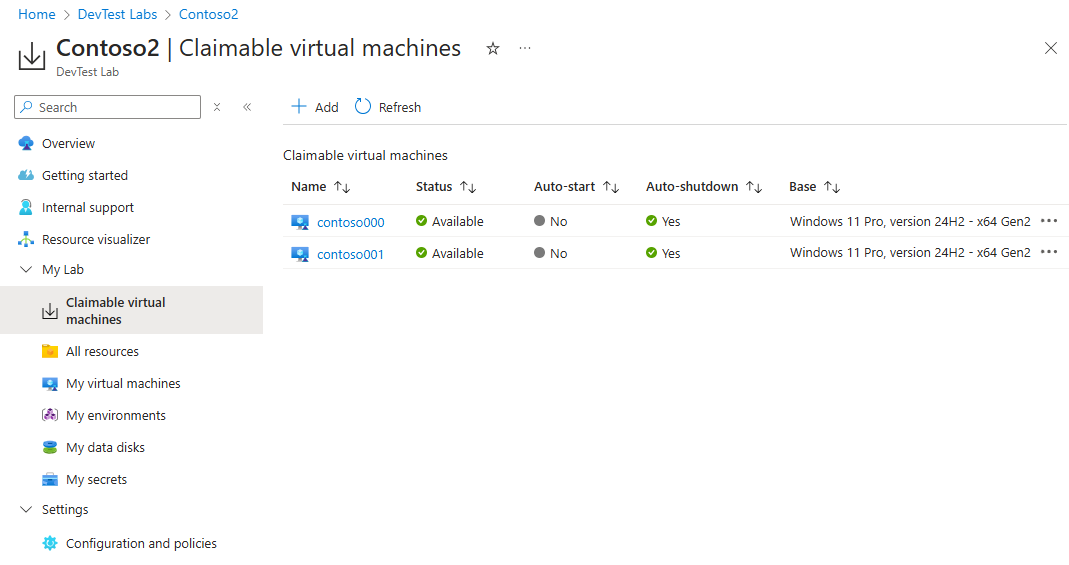 Home > DevTest Labs > Contoso2
Contoso2 | Claimable virtual machines
DevTest Lab
Search
Add Refresh
Overview
Getting started
Internal support
Resource visualizer
My Lab
Claimable virtual
machines
All resources
My virtual machines
My environments
My data disks
My secrets
Settings
Configuration and policies
Claimable virtual machines
Name Status Auto-start Auto-shutdown Base
contoso000 Available No Yes Windows 11 Pro, version 24H2 - x64 Gen2
contoso001 Available No Yes Windows 11 Pro, version 24H2 - x64 Gen2